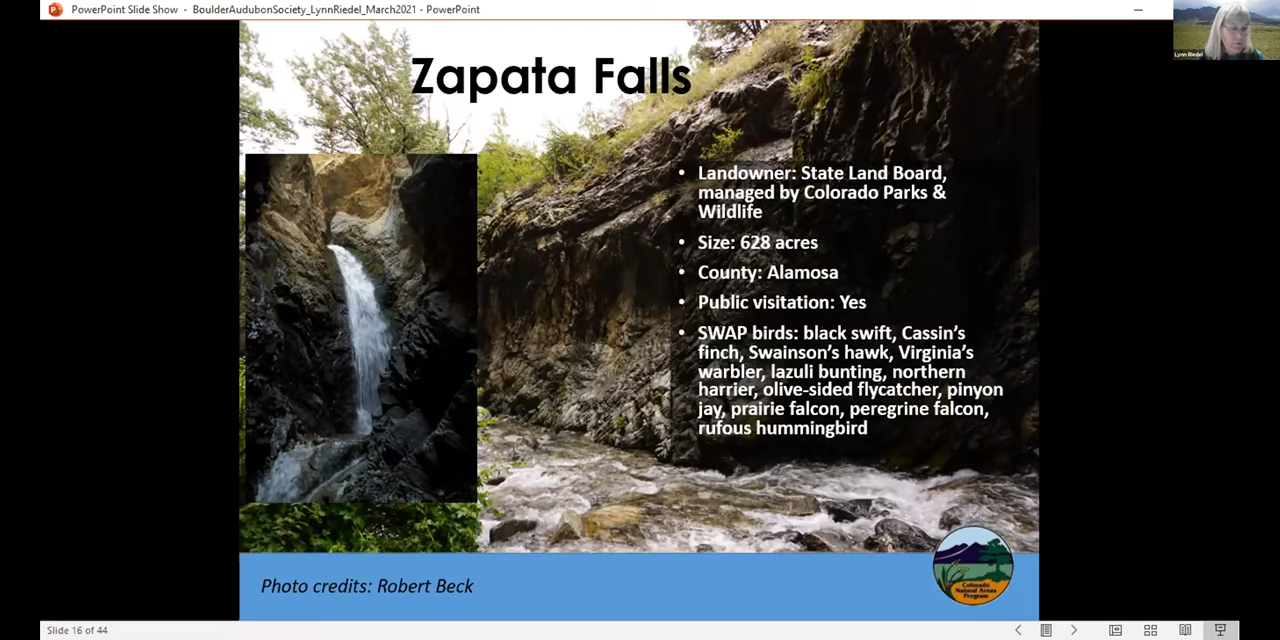 PowerPoint Slide Show - BoulderAudubonSociety_LynnRiedel_March2021 - PowerPoint
Lynn Riedel
Zapata Falls
• Landowner: State Land Board,
managed by Colorado Parks &
Wildlife
• Size: 628 acres
• County: Alamosa
• Public visitation: Yes
• SWAP birds: black swift, Cassin's
finch, Swainson's hawk, Virginia's
warbler, lazuli bunting, northern
harrier, olive-sided flycatcher, pinyon
jay, prairie falcon, peregrine falcon,
rufous hummingbird
Colorado
Natural Areas
Program
Photo credits: Robert Beck
Slide 16 of 44